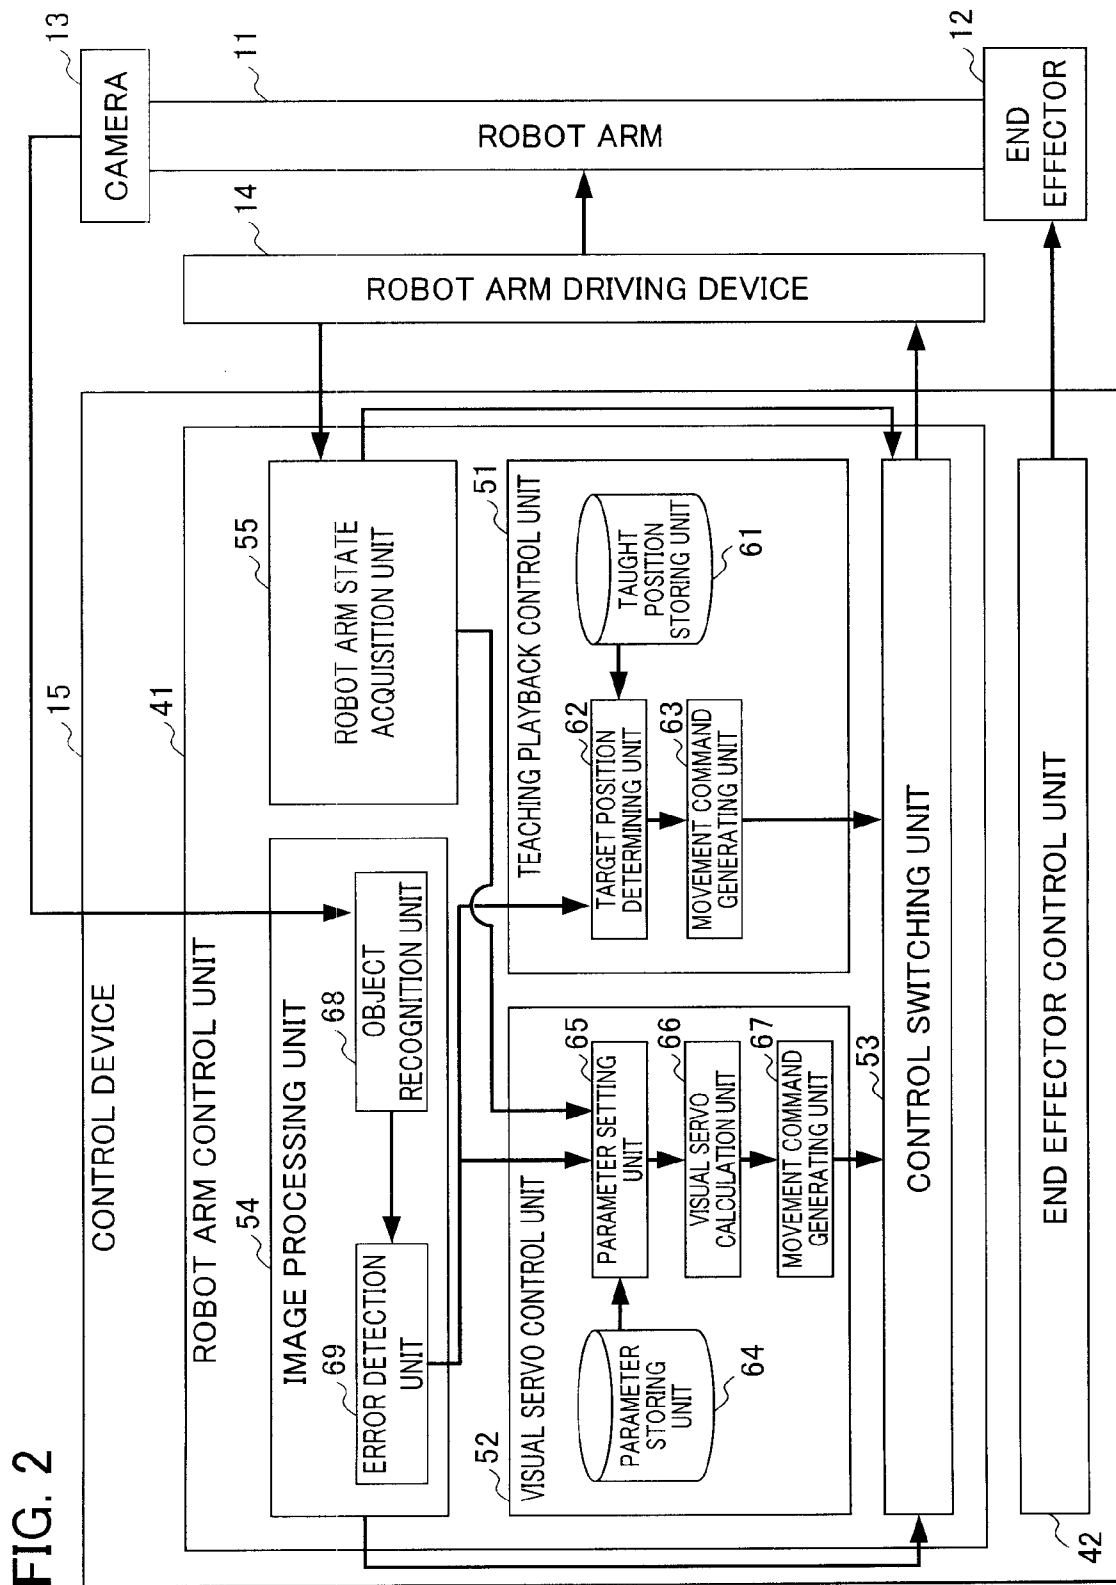 FIG. 2
CONTROL DEVICE
15
ROBOT ARM CONTROL UNIT
41
54
IMAGE PROCESSING UNIT
69
ERROR DETECTION
UNIT
68
OBJECT
RECOGNITION UNIT
55
ROBOT ARM STATE
ACQUISITION UNIT
52
VISUAL SERVO CONTROL UNIT
PARAMETER
STORING
UNIT
64
65
PARAMETER SETTING
UNIT
66
VISUAL SERVO
CALCULATION UNIT
67
MOVEMENT COMMAND
GENERATING UNIT
51
TEACHING PLAYBACK CONTROL UNIT
62
TARGET POSITION
DETERMINING UNIT
63
MOVEMENT COMMAND
GENERATING UNIT
TAUGHT
POSITION
STORING UNIT
61
53
CONTROL SWITCHING UNIT
42
END EFFECTOR CONTROL UNIT
14
ROBOT ARM DRIVING DEVICE
13
CAMERA
11
ROBOT ARM
12
END
EFFECTOR